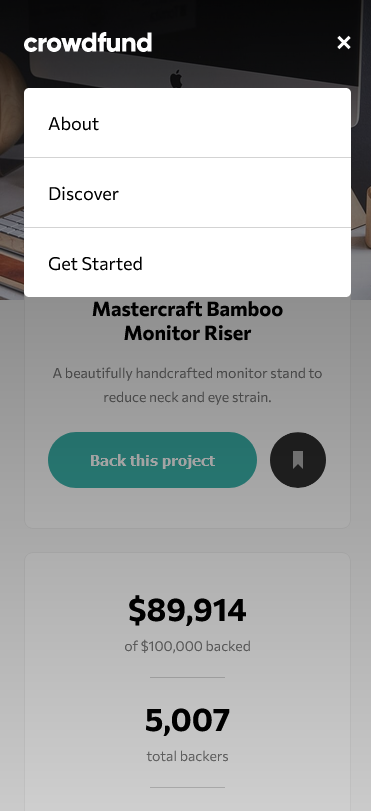 crowdfund
About
Discover
Get Started
Mastercraft Bamboo
Monitor Riser
A beautifully handcrafted monitor stand to
reduce neck and eye strain.
Back this project
$89,914
of $100,000 backed
5,007
total backers